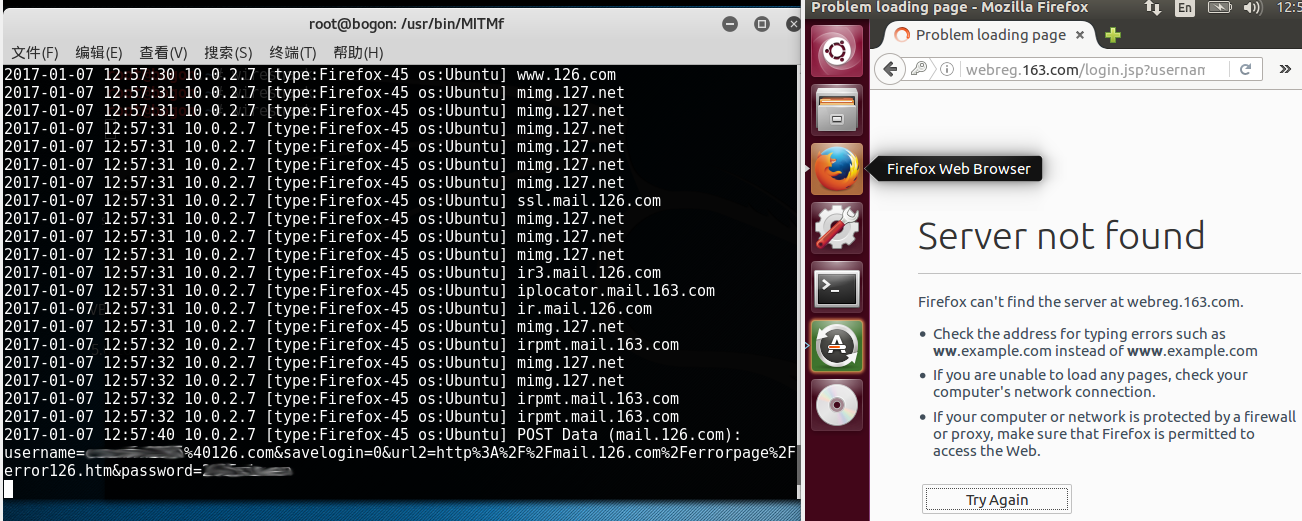 root@bogon: /usr/bin/MITMf
文件(F) 编辑(E) 查看(V) 搜索(S) 终端(T) 帮助(H)
2017-01-07 12:57:30 10.0.2.7 [type:Firefox-45 os:Ubuntu] www.126.com
2017-01-07 12:57:31 10.0.2.7 [type:Firefox-45 os:Ubuntu] mimg.127.net
2017-01-07 12:57:31 10.0.2.7 [type:Firefox-45 os:Ubuntu] mimg.127.net
2017-01-07 12:57:31 10.0.2.7 [type:Firefox-45 os:Ubuntu] mimg.127.net
2017-01-07 12:57:31 10.0.2.7 [type:Firefox-45 os:Ubuntu] mimg.127.net
2017-01-07 12:57:31 10.0.2.7 [type:Firefox-45 os:Ubuntu] mimg.127.net
2017-01-07 12:57:31 10.0.2.7 [type:Firefox-45 os:Ubuntu] mimg.127.net
2017-01-07 12:57:31 10.0.2.7 [type:Firefox-45 os:Ubuntu] ssl.mail.126.com
2017-01-07 12:57:31 10.0.2.7 [type:Firefox-45 os:Ubuntu] mimg.127.net
2017-01-07 12:57:31 10.0.2.7 [type:Firefox-45 os:Ubuntu] mimg.127.net
2017-01-07 12:57:31 10.0.2.7 [type:Firefox-45 os:Ubuntu] mimg.127.net
2017-01-07 12:57:31 10.0.2.7 [type:Firefox-45 os:Ubuntu] ir3.mail.126.com
2017-01-07 12:57:31 10.0.2.7 [type:Firefox-45 os:Ubuntu] iplocator.mail.163.com
2017-01-07 12:57:31 10.0.2.7 [type:Firefox-45 os:Ubuntu] ir.mail.126.com
2017-01-07 12:57:31 10.0.2.7 [type:Firefox-45 os:Ubuntu] mimg.127.net
2017-01-07 12:57:32 10.0.2.7 [type:Firefox-45 os:Ubuntu] irpmt.mail.163.com
2017-01-07 12:57:32 10.0.2.7 [type:Firefox-45 os:Ubuntu] mimg.127.net
2017-01-07 12:57:32 10.0.2.7 [type:Firefox-45 os:Ubuntu] mimg.127.net
2017-01-07 12:57:32 10.0.2.7 [type:Firefox-45 os:Ubuntu] irpmt.mail.163.com
2017-01-07 12:57:32 10.0.2.7 [type:Firefox-45 os:Ubuntu] irpmt.mail.163.com
2017-01-07 12:57:40 10.0.2.7 [type:Firefox-45 os:Ubuntu] POST Data (mail.126.com):
username= %40126.com&savelogin=0&url2=http%3A%2F%2Fmail.126.com%2Ferrorpage%2F
error126.htm&password=
Problem loading page - Mozilla Firefox En 12:5
Problem loading page
webreg.163.com/login.jsp?usernam
Firefox Web Browser
Server not found
Firefox can't find the server at webreg.163.com.
• Check the address for typing errors such as
ww.example.com instead of www.example.com
• If you are unable to load any pages, check your
computer's network connection.
• If your computer or network is protected by a firewall
or proxy, make sure that Firefox is permitted to
access the Web.
Try Again